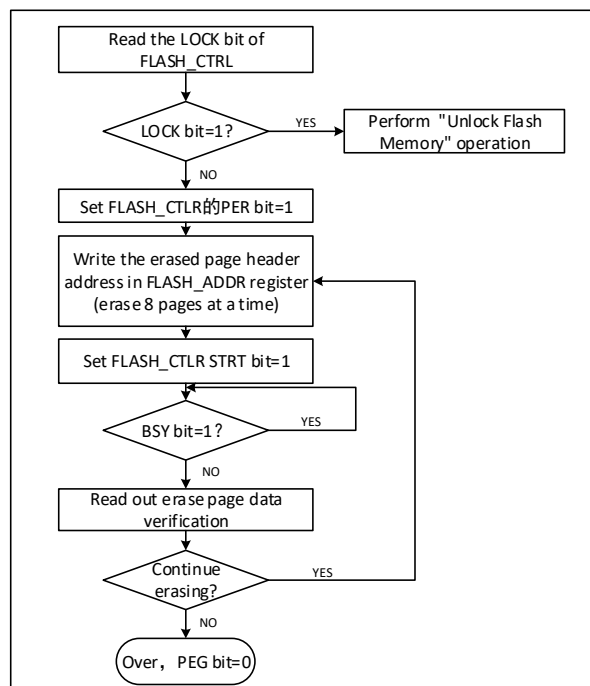 Read the LOCK bit of
FLASH_CTRL
LOCK bit=1?
YES
Perform "Unlock Flash
Memory" operation
NO
Set FLASH_CTLR的PER bit=1
Write the erased page header
address in FLASH_ADDR register
(erase 8 pages at a time)
Set FLASH_CTLR STRT bit=1
BSY bit=1?
YES
NO
Read out erase page data
verification
Continue
erasing?
YES
NO
Over，PEG bit=0